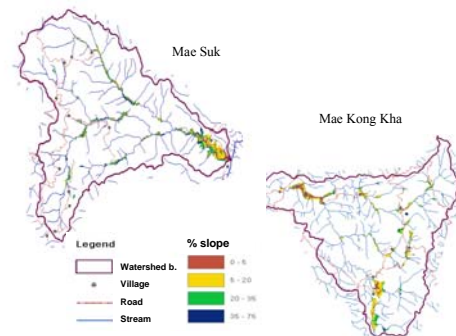 Mae Suk
Mae Kong Kha
Legend
Watershed b.
Village
Road
Stream
% slope
0 - 5
5 - 20
20 - 35
35 - 75